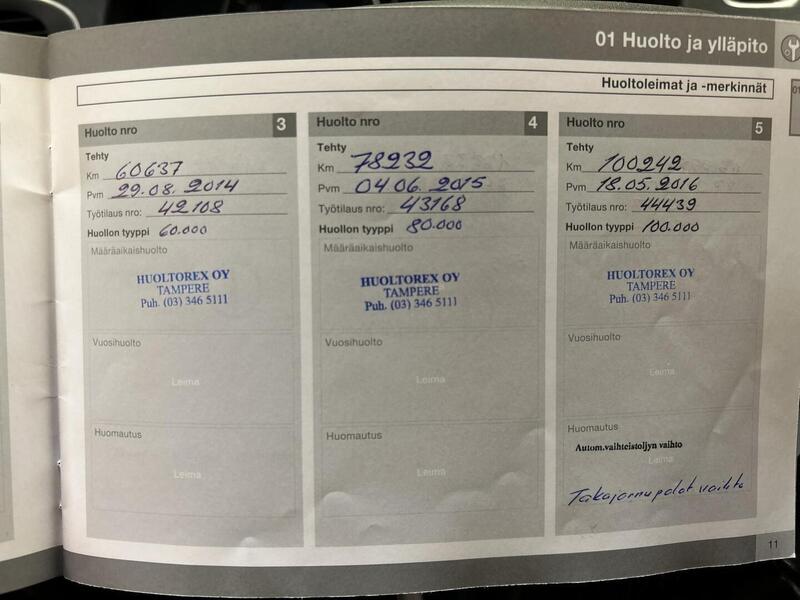 01 Huolto ja ylläpito
01
Huoltoleimat ja -merkinnät
Huolto nro 3
Tehty
Km 60637
Pvm 29.08.2014
Työtilaus nro: 42108
Huollon tyyppi 60.000
Määräaikaishuolto
HUOLTOREX OY
TAMPERE
Puh. (03) 346 5111
Vuosihuolto
Leima
Huomautus
Leima
Huolto nro 4
Tehty
Km 78232
Pvm 04 06. 2015
Työtilaus nro: 43168
Huollon tyyppi 80.000
Määräaikaishuolto
HUOLTOREX OY
TAMPERE
Puh. (03) 346 5111
Vuosihuolto
Leima
Huomautus
Leima
Huolto nro 5
Tehty
Km 100242
Pvm 18.05.2016
Työtilaus nro: 44439
Huollon tyyppi 100.000
Määräaikaishuolto
HUOLTOREX OY
TAMPERE
Puh. (03) 346 5111
Vuosihuolto
Leima
Huomautus
Autom.vaihteistoljyn vaihto
Leima
Takajarrupalat vaihto
11